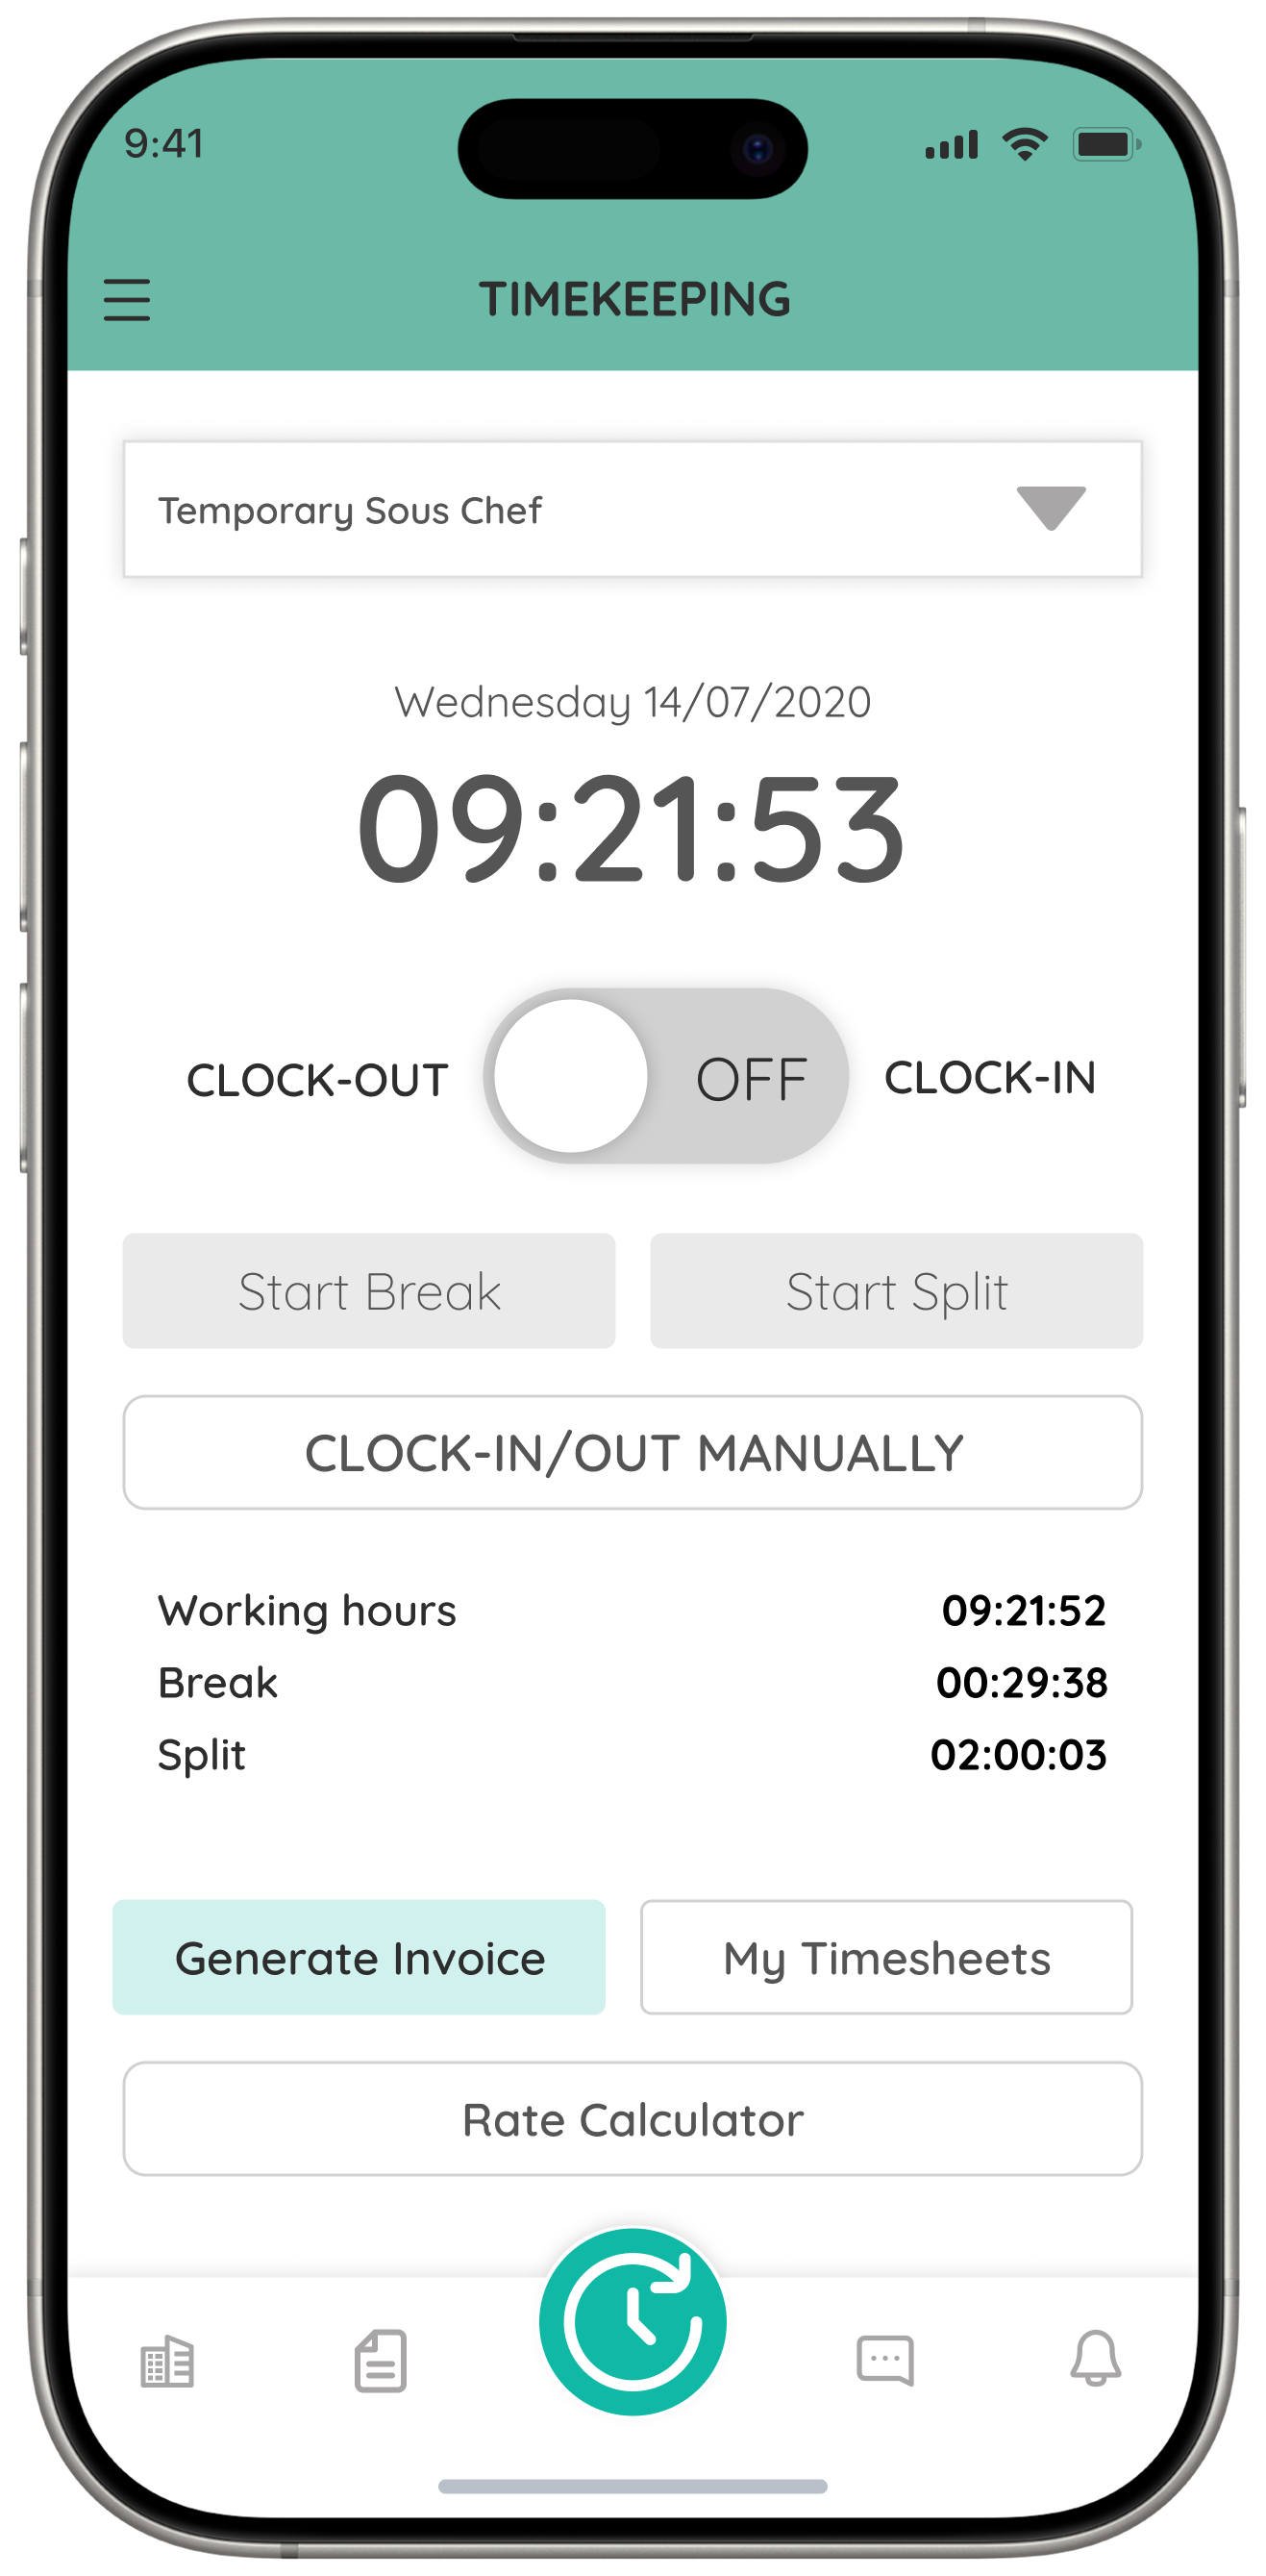 9:41
TIMEKEEPING
Temporary Sous Chef
Wednesday 14/07/2020
09:21:53
CLOCK-OUT OFF CLOCK-IN
Start Break Start Split
CLOCK-IN/OUT MANUALLY
Working hours 09:21:52
Break 00:29:38
Split 02:00:03
Generate Invoice My Timesheets
Rate Calculator